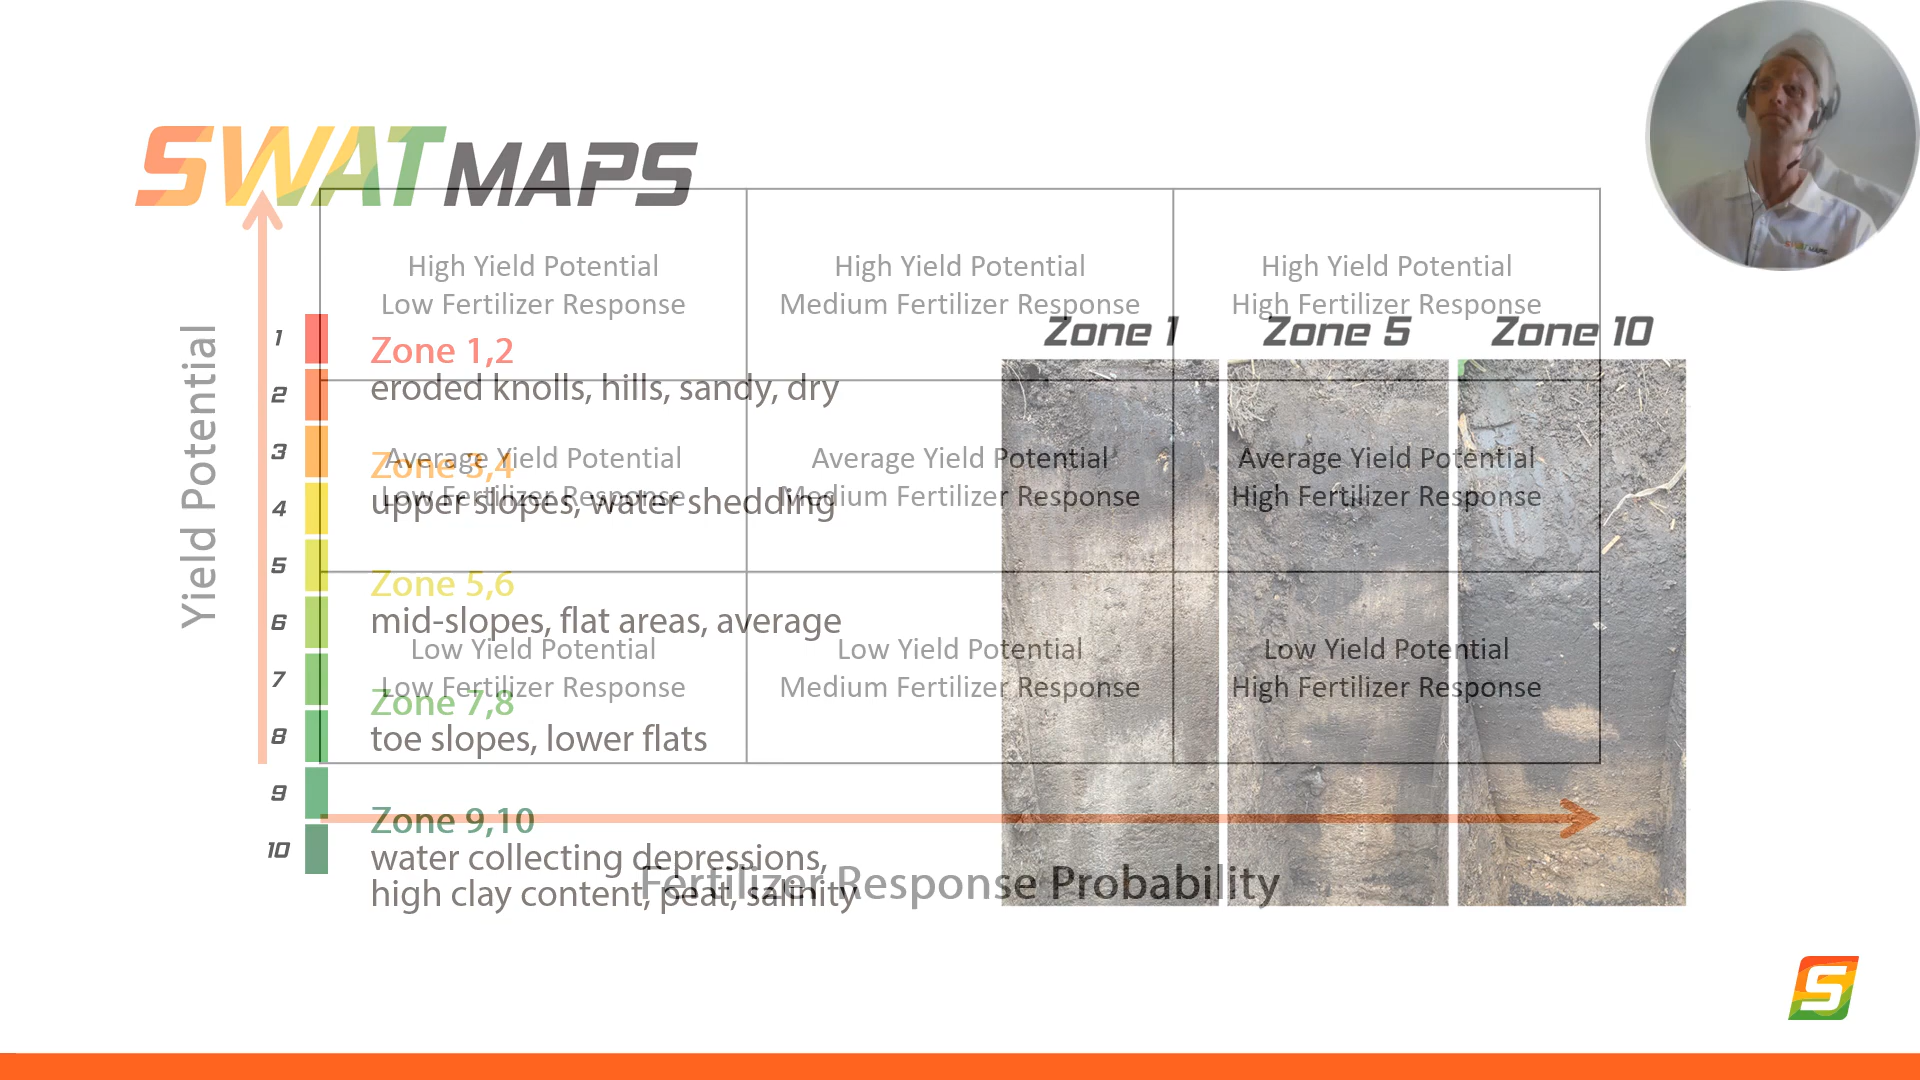 SWAT MAPS
1
2
3
4
5
6
7
8
9
10
Zone 1,2
eroded knolls, hills, sandy, dry
Zone 3,4
upper slopes, water shedding
Zone 5,6
mid-slopes, flat areas, average
Zone 7,8
toe slopes, lower flats
Zone 9,10
water collecting depressions,
high clay content, peat, salinity
Zone 1
Zone 5
Zone 10
Yield Potential
High Yield Potential
Low Fertilizer Response
High Yield Potential
Medium Fertilizer Response
High Yield Potential
High Fertilizer Response
Average Yield Potential
Low Fertilizer Response
Average Yield Potential
Medium Fertilizer Response
Average Yield Potential
High Fertilizer Response
Low Yield Potential
Low Fertilizer Response
Low Yield Potential
Medium Fertilizer Response
Low Yield Potential
High Fertilizer Response
Fertilizer Response Probability
SWAT MAPS
S